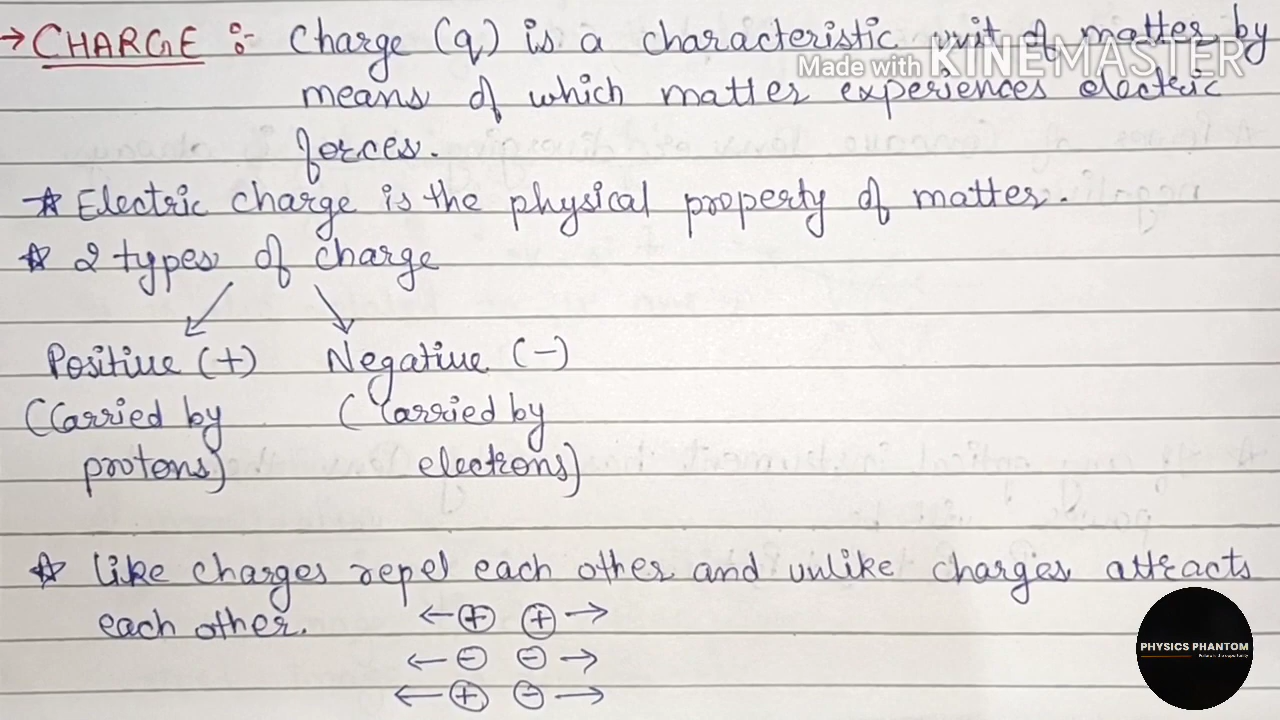 → CHARGE :- Charge (q) is a characteristic unit of matter by
Made with KINEMASTER
means of which matter experiences electric
forces.
☆ Electric charge is the physical property of matter.
☆ 2 types of charge
Positive (+) Negative (-)
(Carried by (Carried by
protons) electrons)
☆ Like charges repel each other and unlike charges attracts
each other. ← + + →
← - - →
← + - →
PHYSICS PHANTOM